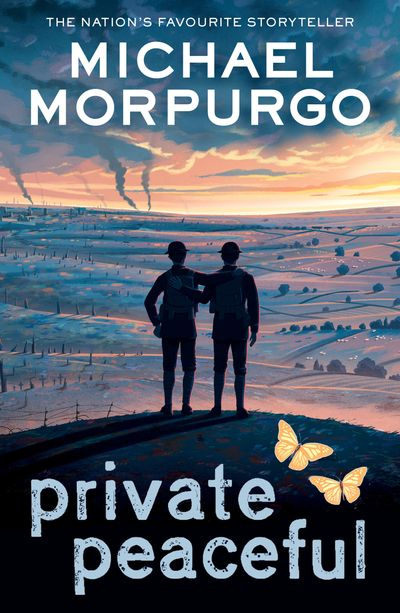 THE NATION'S FAVOURITE STORYTELLER
MICHAEL
MORPURGO
private
peaceful